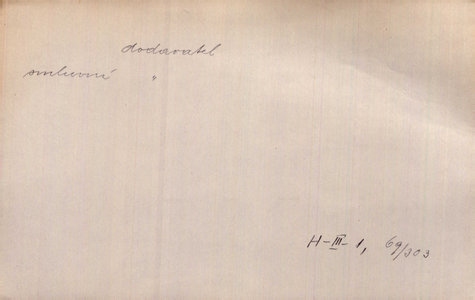 dodavatel
smluvní "
H-III-1, 69/303